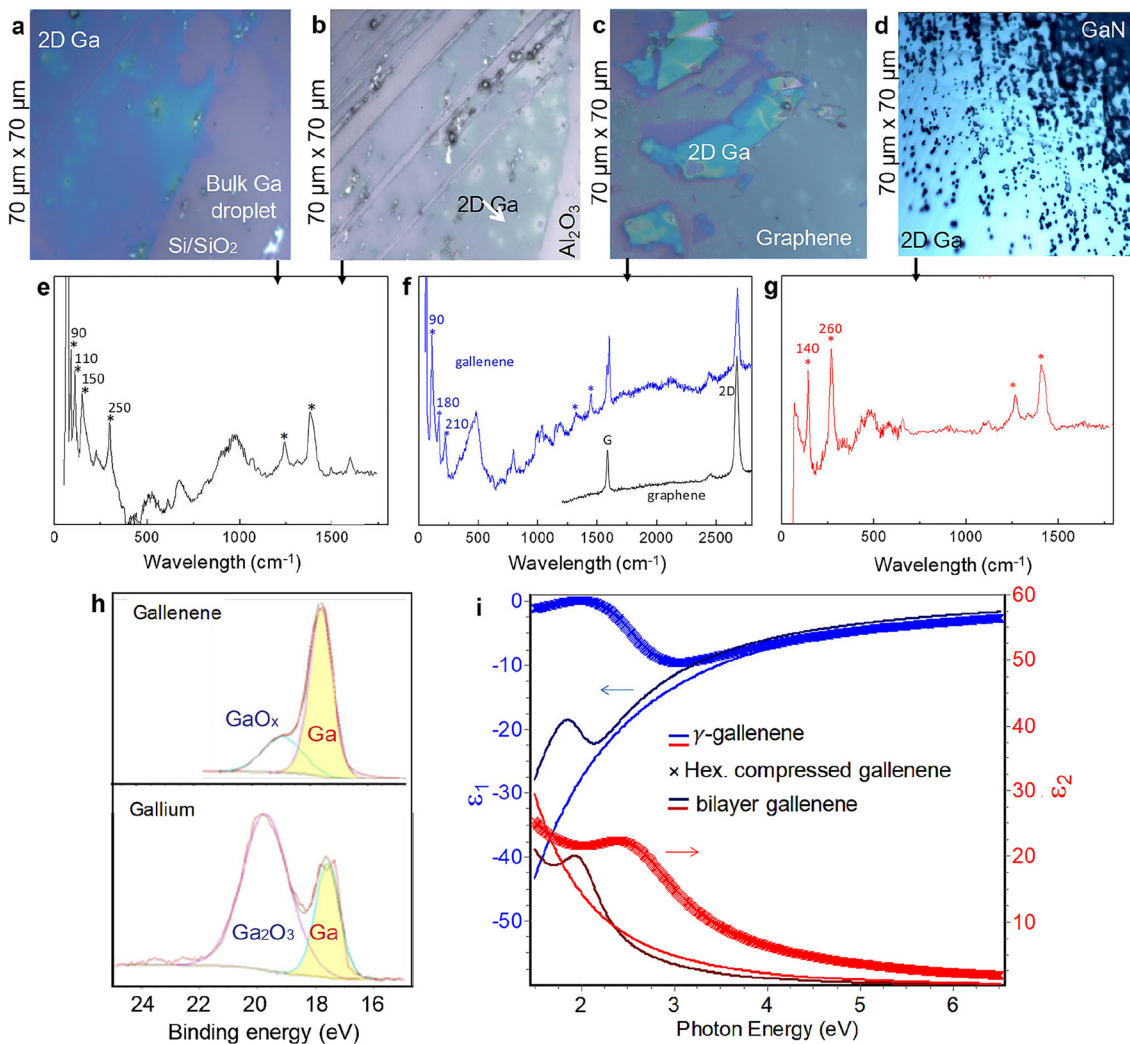 a
2D Ga
Bulk Ga
droplet
Si/SiO2
70 µm x 70 µm
b
2D Ga
Al2O3
70 µm x 70 µm
c
2D Ga
Graphene
70 µm x 70 µm
d
GaN
2D Ga
70 µm x 70 µm
e
90
*
110
*
150
*
250
*
*
*
0 500 1000 1500
Wavelength (cm-1)
f
90
*
gallenene
180
*
210
*
*
*
G
2D
graphene
0 500 1000 1500 2000 2500
Wavelength (cm-1)
g
140
*
260
*
*
*
0 500 1000 1500
Wavelength (cm-1)
h
Gallenene
GaOx
Ga
Gallium
Ga2O3
Ga
24 22 20 18 16
Binding energy (eV)
i
0
-10
-20
-30
-40
-50
ε1
60
50
40
30
20
10
ε2
γ-gallenene
× Hex. compressed gallenene
bilayer gallenene
2 3 4 5 6
Photon Energy (eV)